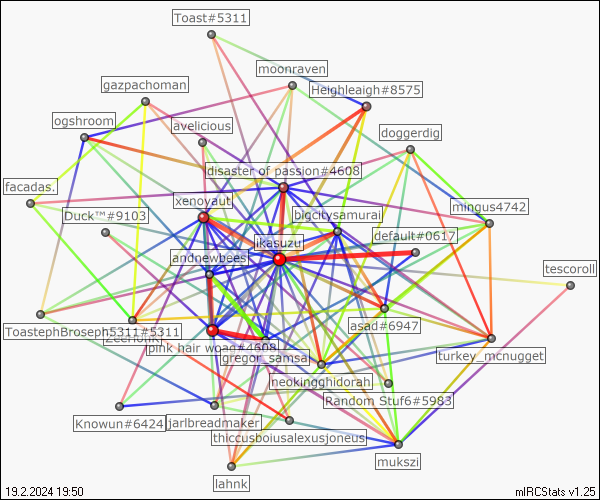 Toast#5311
moonraven
gazpachoman
Heighleaigh#8575
ogshroom
avelicious
doggerdig
disaster of passion#4608
facadas.
xenoyaut
Duck™#9103
bigcitysamurai
mingus4742
ikasuzu
default#0617
andnewbees
tescoroll
asad#6947
ToastephBroseph5311#5311
pink hair woag#4608
gregor_samsa
turkey_mcnugget
neokingghidorah
Random Stuf6#5983
Knowun#6424
jarlbreadmaker
thiccusboiusalexusjoneus
mukszi
lahnk
19.2.2024 19:50
mIRCStats v1.25